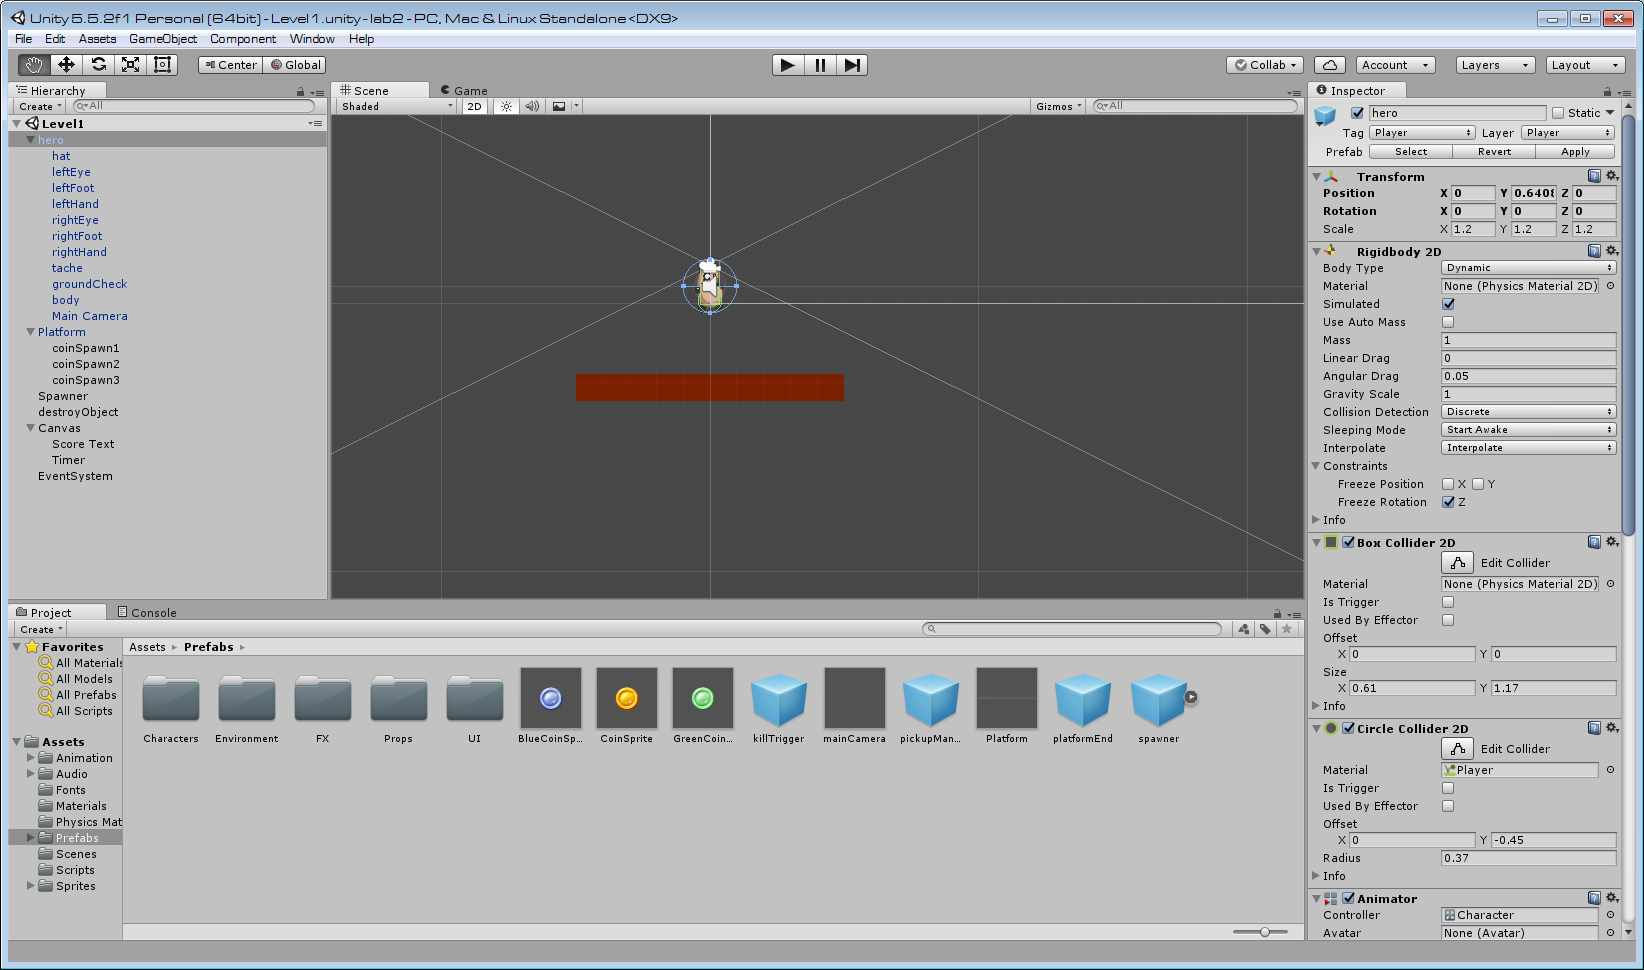 Unity 5.5.2f1 Personal (64bit) - Level1.unity - lab2 - PC, Mac & Linux Standalone <DX9>
File Edit Assets GameObject Component Window Help
Center Global Collab Account Layers Layout
Hierarchy
Create All
Level1
hero
hat
leftEye
leftFoot
leftHand
rightEye
rightFoot
rightHand
tache
groundCheck
body
Main Camera
Platform
coinSpawn1
coinSpawn2
coinSpawn3
Spawner
destroyObject
Canvas
Score Text
Timer
EventSystem
Scene Game
Shaded 2D Gizmos All
Inspector
hero Static
Tag Player Layer Player
Prefab Select Revert Apply
Transform
Position X 0 Y 0.6408 Z 0
Rotation X 0 Y 0 Z 0
Scale X 1.2 Y 1.2 Z 1.2
Rigidbody 2D
Body Type Dynamic
Material None (Physics Material 2D)
Simulated
Use Auto Mass
Mass 1
Linear Drag 0
Angular Drag 0.05
Gravity Scale 1
Collision Detection Discrete
Sleeping Mode Start Awake
Interpolate Interpolate
Constraints
Freeze Position X Y
Freeze Rotation Z
Info
Box Collider 2D
Edit Collider
Material None (Physics Material 2D)
Is Trigger
Used By Effector
Offset
X 0 Y 0
Size
X 0.61 Y 1.17
Info
Circle Collider 2D
Edit Collider
Material Player
Is Trigger
Used By Effector
Offset
X 0 Y -0.45
Radius 0.37
Info
Animator
Controller Character
Avatar None (Avatar)
Project Console
Create
Favorites
All Materials
All Models
All Prefabs
All Scripts
Assets
Animation
Audio
Fonts
Materials
Physics Mat
Prefabs
Scenes
Scripts
Sprites
Assets Prefabs
Characters Environment FX Props UI BlueCoinSp... CoinSprite GreenCoin... killTrigger mainCamera pickupMan... Platform platformEnd spawner